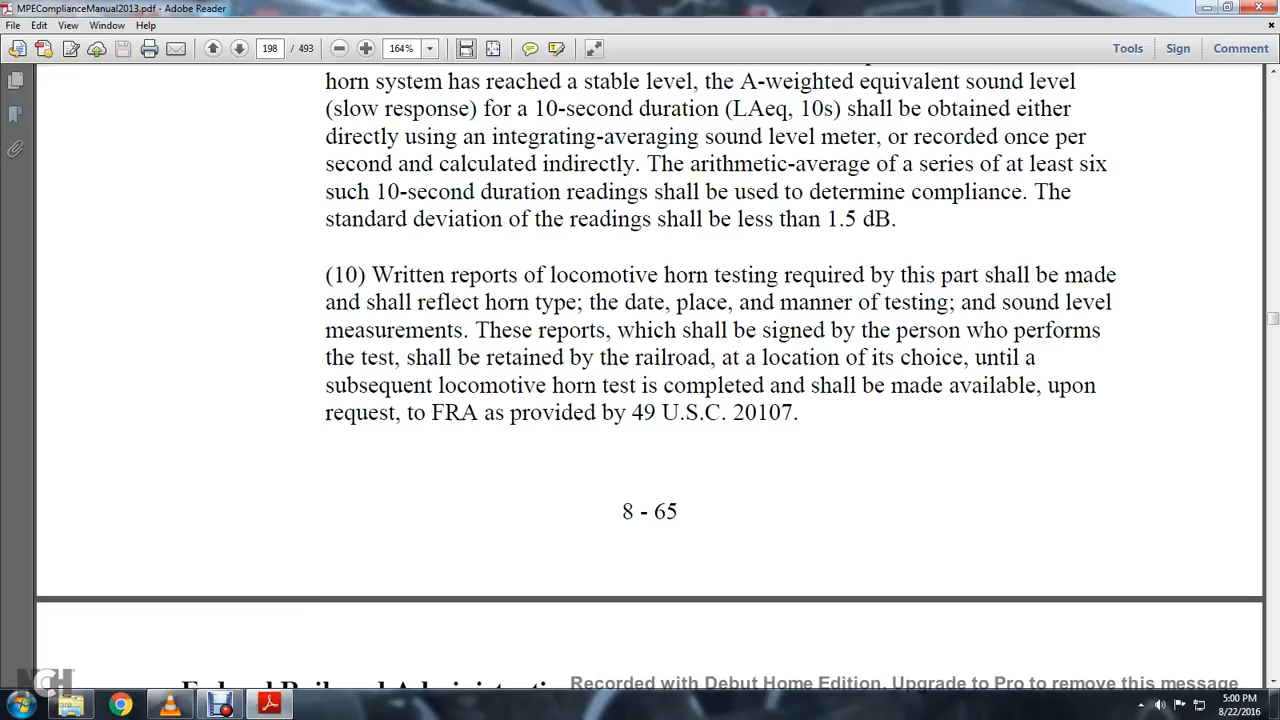 MPEComplianceManual2013.pdf - Adobe Reader
File Edit View Window Help
198 / 493 164% Tools Sign Comment
horn system has reached a stable level, the A-weighted equivalent sound level
(slow response) for a 10-second duration (LAeq, 10s) shall be obtained either
directly using an integrating-averaging sound level meter, or recorded once per
second and calculated indirectly. The arithmetic-average of a series of at least six
such 10-second duration readings shall be used to determine compliance. The
standard deviation of the readings shall be less than 1.5 dB.
(10) Written reports of locomotive horn testing required by this part shall be made
and shall reflect horn type; the date, place, and manner of testing; and sound level
measurements. These reports, which shall be signed by the person who performs
the test, shall be retained by the railroad, at a location of its choice, until a
subsequent locomotive horn test is completed and shall be made available, upon
request, to FRA as provided by 49 U.S.C. 20107.
8 - 65
Recorded with Debut Home Edition. Upgrade to Pro to remove this message
NCH
5:00 PM
8/22/2016